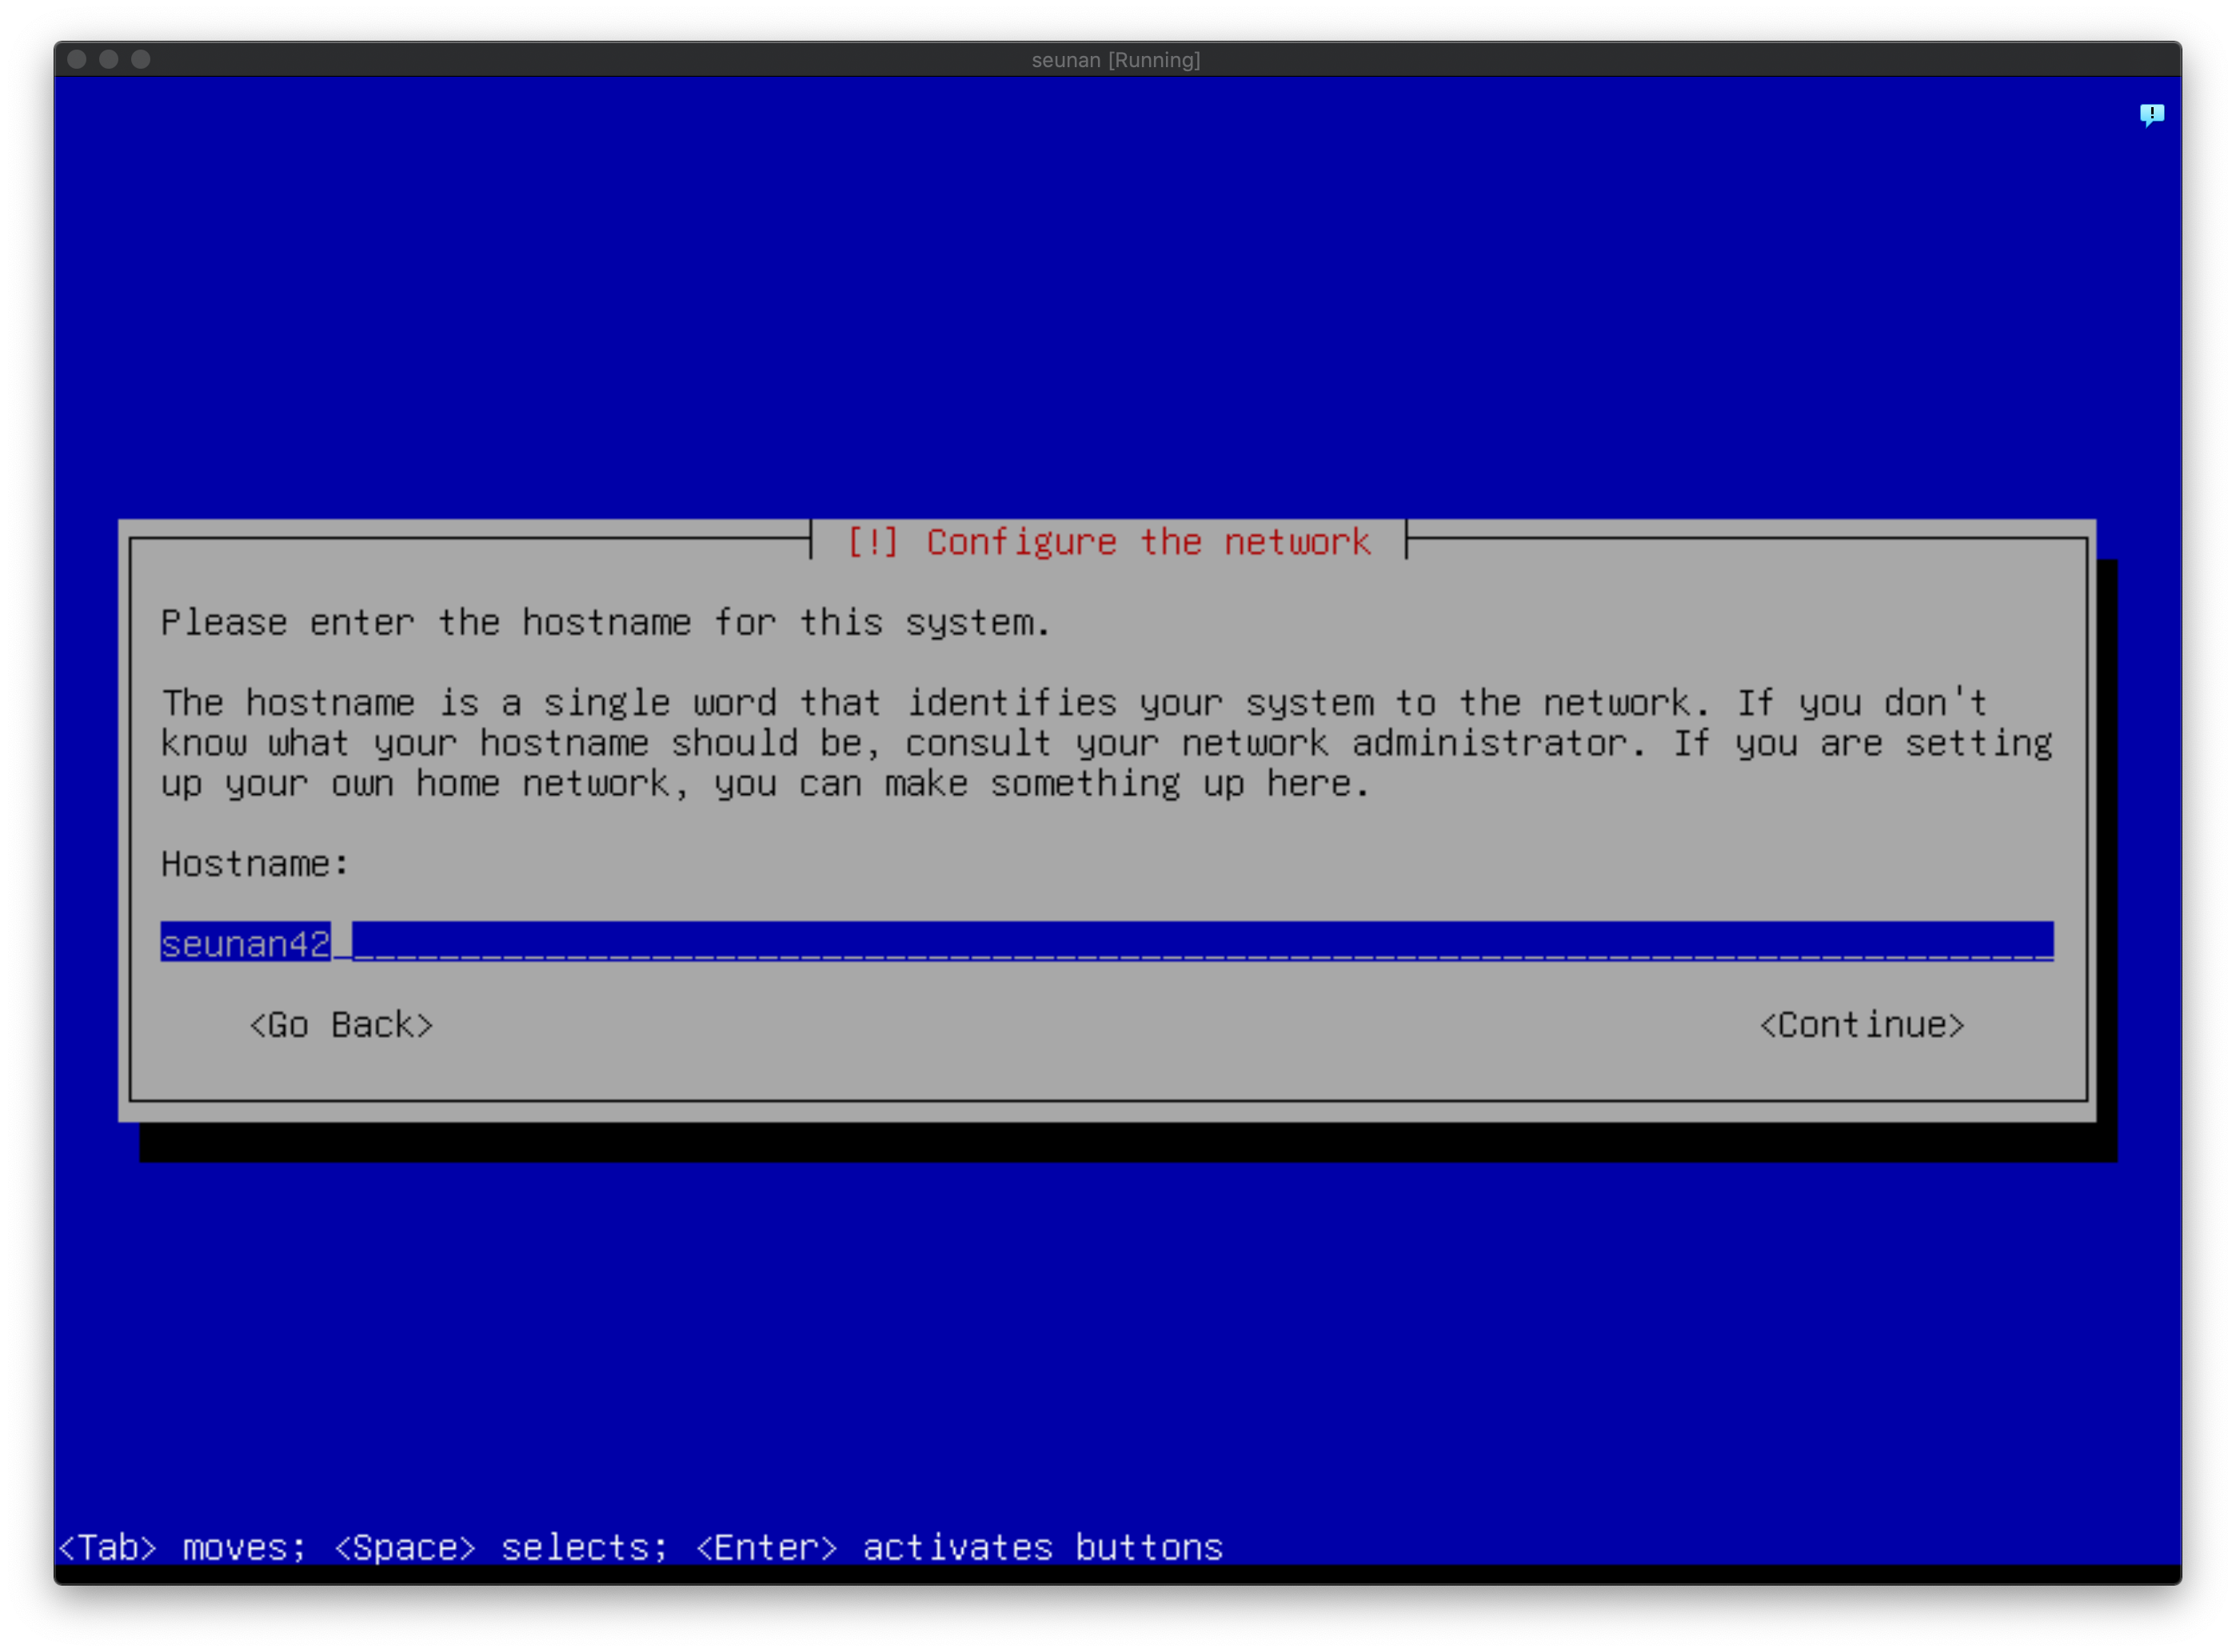 seunan [Running]
[!] Configure the network
Please enter the hostname for this system.
The hostname is a single word that identifies your system to the network. If you don't
know what your hostname should be, consult your network administrator. If you are setting
up your own home network, you can make something up here.
Hostname:
seunan42
<Go Back> <Continue>
<Tab> moves; <Space> selects; <Enter> activates buttons